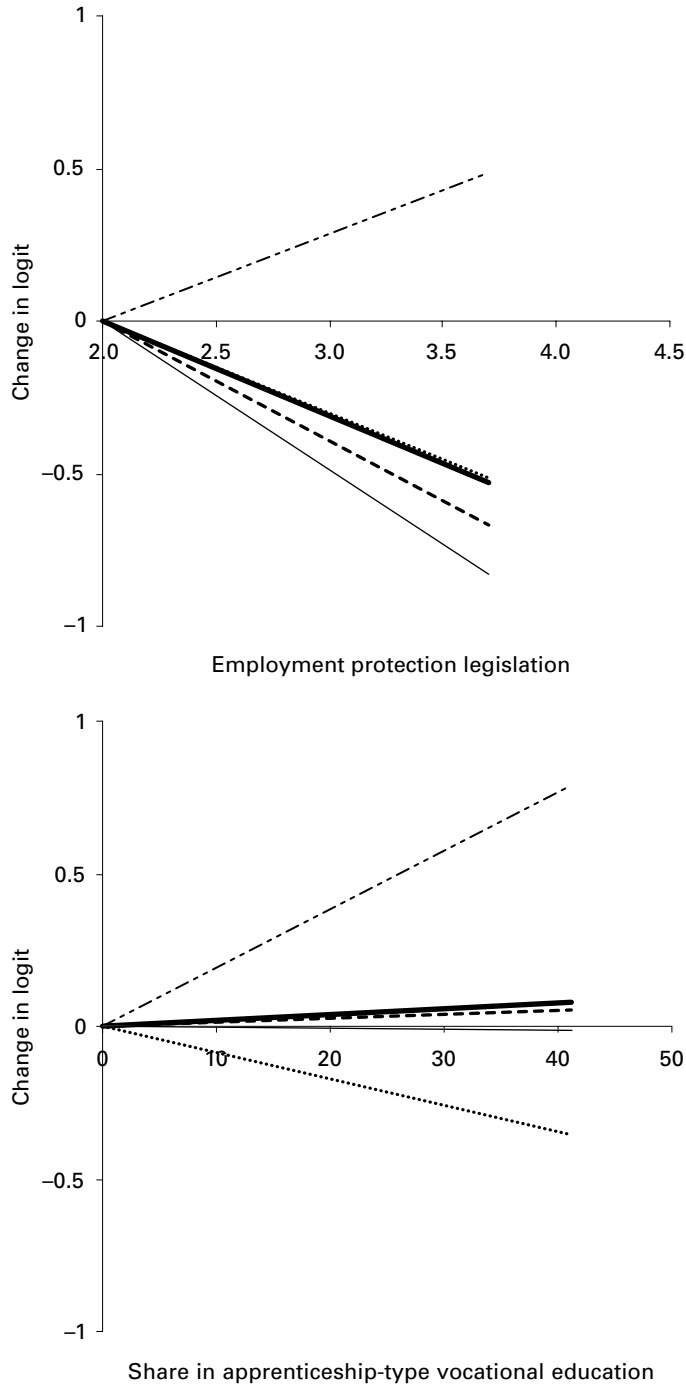 1
0.5
Change in logit
0
2.0 2.5 3.0 3.5 4.0 4.5
−0.5
−1
Employment protection legislation
1
0.5
Change in logit
0
0 10 20 30 40 50
−0.5
−1
Share in apprenticeship-type vocational education